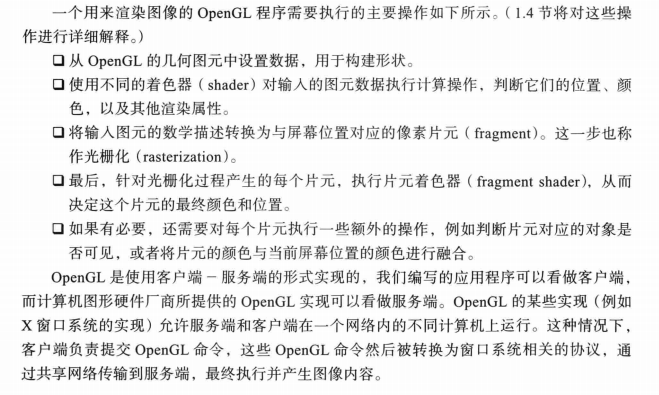 一个用来渲染图像的 OpenGL 程序需要执行的主要操作如下所示。（1.4 节将对这些操
作进行详细解释。）
❑ 从 OpenGL 的几何图元中设置数据，用于构建形状。
❑ 使用不同的着色器（shader）对输入的图元数据执行计算操作，判断它们的位置、颜
色，以及其他渲染属性。
❑ 将输入图元的数学描述转换为与屏幕位置对应的像素片元（fragment）。这一步也称
作光栅化（rasterization）。
❑ 最后，针对光栅化过程产生的每个片元，执行片元着色器（fragment shader），从而
决定这个片元的最终颜色和位置。
❑ 如果有必要，还需要对每个片元执行一些额外的操作，例如判断片元对应的对象是
否可见，或者将片元的颜色与当前屏幕位置的颜色进行融合。
OpenGL 是使用客户端－服务端的形式实现的，我们编写的应用程序可以看做客户端，
而计算机图形硬件厂商所提供的 OpenGL 实现可以看做服务端。OpenGL 的某些实现（例如
X 窗口系统的实现）允许服务端和客户端在一个网络内的不同计算机上运行。这种情况下，
客户端负责提交 OpenGL 命令，这些 OpenGL 命令然后被转换为窗口系统相关的协议，通
过共享网络传输到服务端，最终执行并产生图像内容。